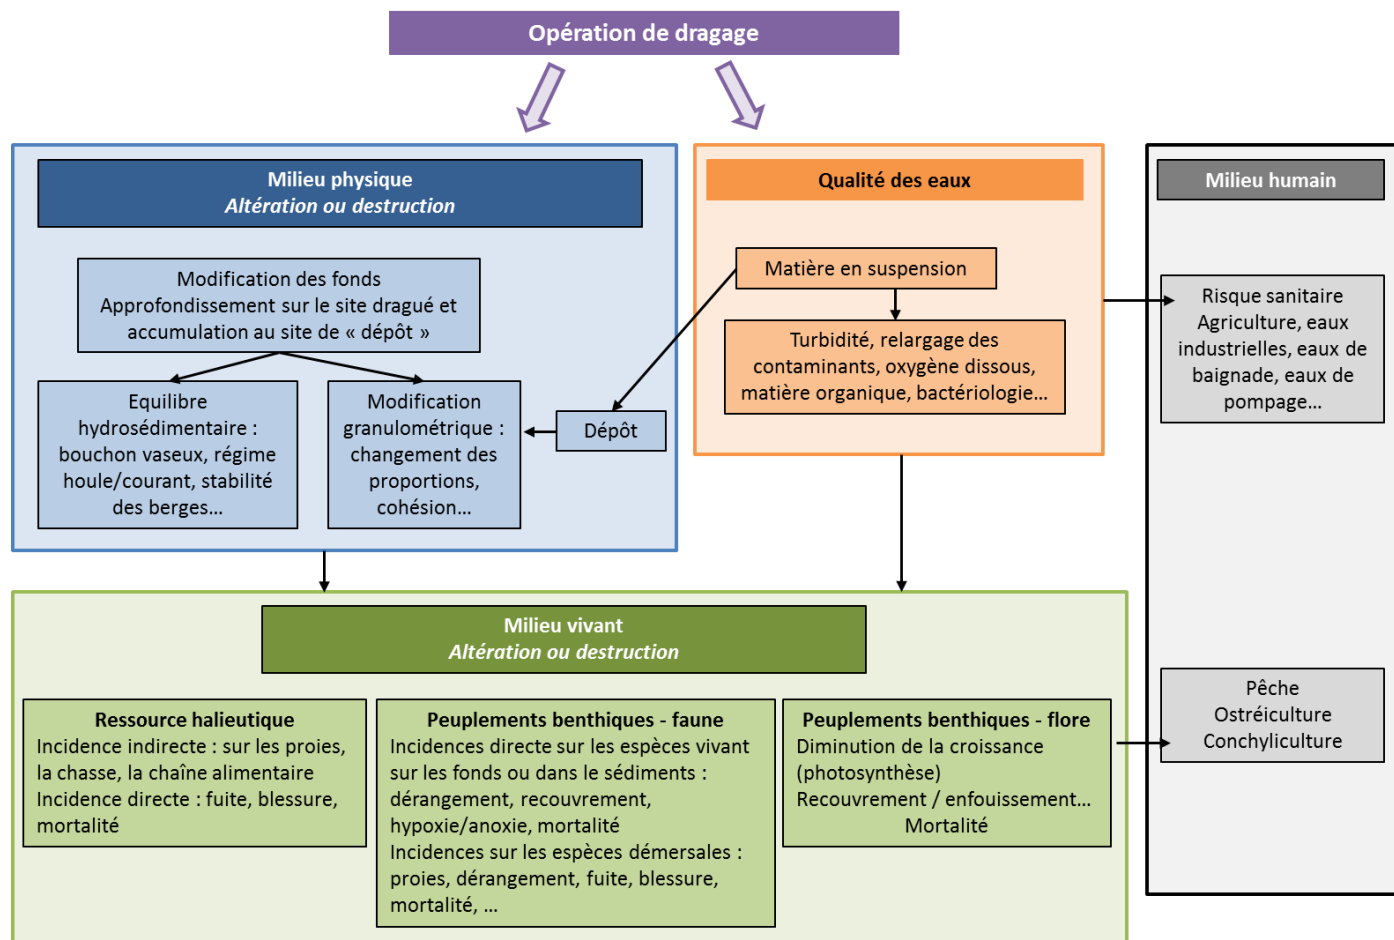 Opération de dragage
Milieu physique
Altération ou destruction
Modification des fonds
Approfondissement sur le site dragué et
accumulation au site de « dépôt »
Equilibre
hydrosédimentaire :
bouchon vaseux, régime
houle/courant, stabilité
des berges...
Modification
granulométrique :
changement des
proportions,
cohésion...
Dépôt
Qualité des eaux
Matière en suspension
Turbidité, relargage des
contaminants, oxygène dissous,
matière organique, bactériologie...
Milieu humain
Risque sanitaire
Agriculture, eaux
industrielles, eaux de
baignade, eaux de
pompage...
Pêche
Ostréiculture
Conchyliculture
Milieu vivant
Altération ou destruction
Ressource halieutique
Incidence indirecte : sur les proies,
la chasse, la chaîne alimentaire
Incidence directe : fuite, blessure,
mortalité
Peuplements benthiques - faune
Incidences directe sur les espèces vivant
sur les fonds ou dans le sédiments :
dérangement, recouvrement,
hypoxie/anoxie, mortalité
Incidences sur les espèces démersales :
proies, dérangement, fuite, blessure,
mortalité, ...
Peuplements benthiques - flore
Diminution de la croissance
(photosynthèse)
Recouvrement / enfouissement...
Mortalité